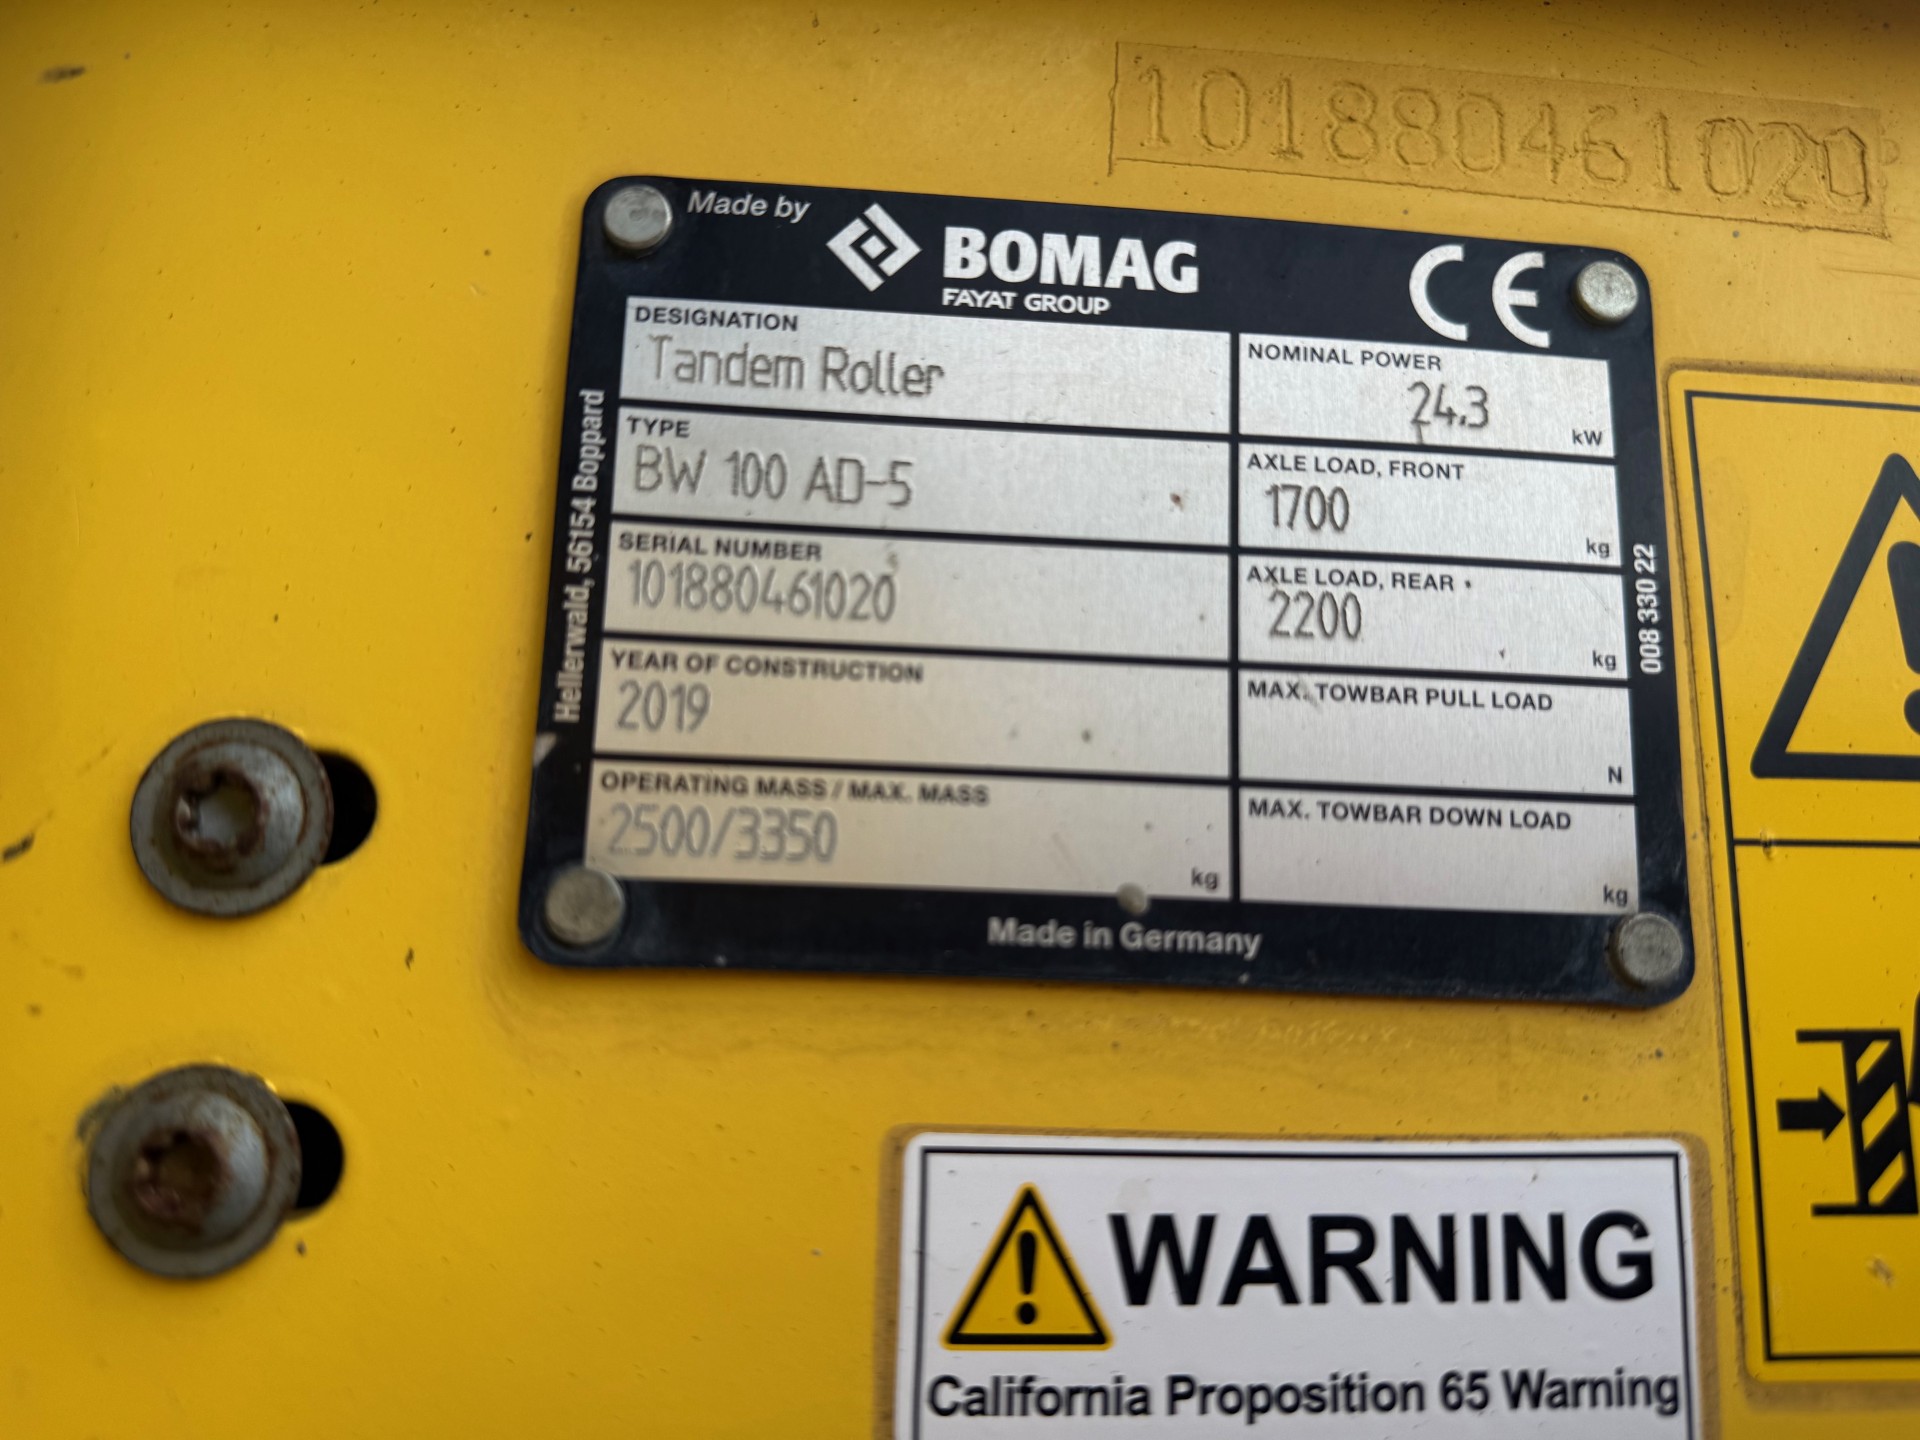 101880461020
Made by
BOMAG
FAYAT GROUP
CE
DESIGNATION
Tandem Roller
TYPE
BW 100 AD-5
SERIAL NUMBER
101880461020
YEAR OF CONSTRUCTION
2019
OPERATING MASS / MAX. MASS
2500/3350
kg
NOMINAL POWER
24.3
kW
AXLE LOAD, FRONT
1700
kg
AXLE LOAD, REAR
2200
kg
MAX. TOWBAR PULL LOAD
N
MAX. TOWBAR DOWN LOAD
kg
Hellerwald, 56154 Boppard
008 330 22
Made in Germany
WARNING
California Proposition 65 Warning